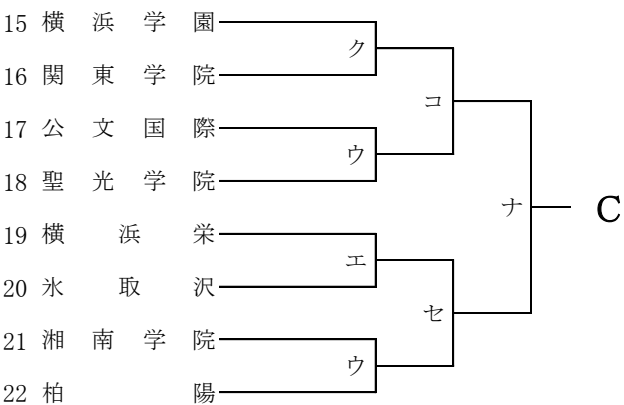 15 横浜学園
ク
16 関東学院
コ
17 公文国際
ウ
18 聖光学院
ナ C
19 横浜栄
エ
20 氷取沢
セ
21 湘南学院
ウ
22 柏陽